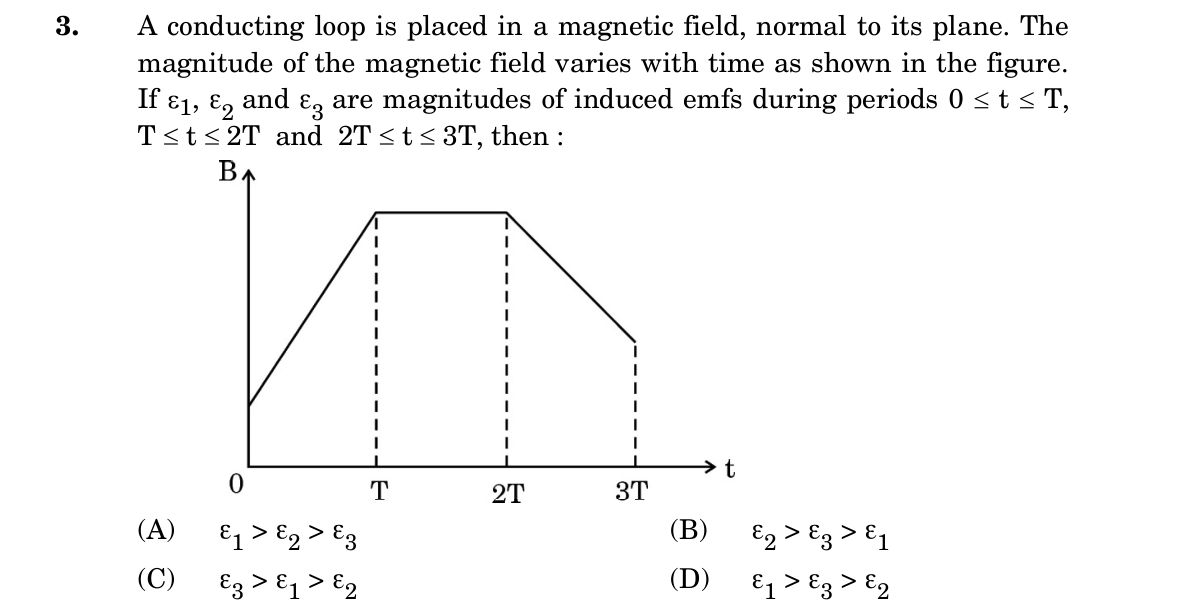 3. A conducting loop is placed in a magnetic field, normal to its plane. The
magnitude of the magnetic field varies with time as shown in the figure.
If ε₁, ε₂ and ε₃ are magnitudes of induced emfs during periods 0 ≤ t ≤ T,
T ≤ t ≤ 2T and 2T ≤ t ≤ 3T, then :
B
t
0 T 2T 3T
(A) ε₁ > ε₂ > ε₃ (B) ε₂ > ε₃ > ε₁
(C) ε₃ > ε₁ > ε₂ (D) ε₁ > ε₃ > ε₂